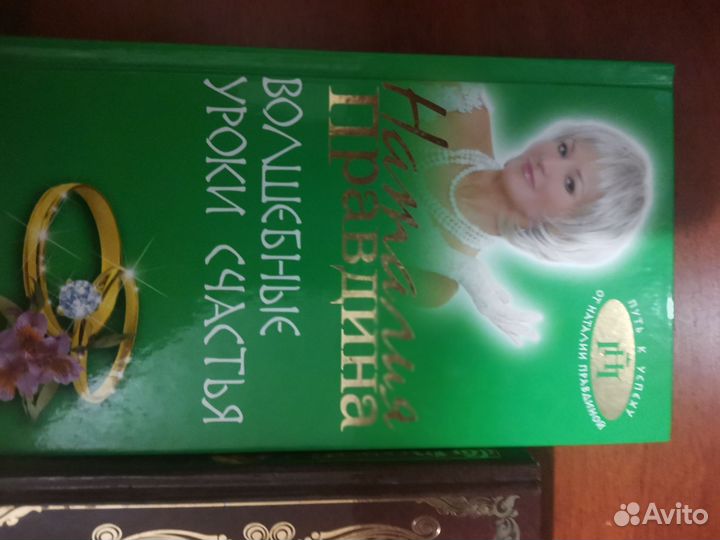 ПУТЬ К УСПЕХУ
ОТ НАТАЛИИ ПРАВДИНОЙ
Наталия
Правдина
ВОЛШЕБНЫЕ
УРОКИ СЧАСТЬЯ
Avito